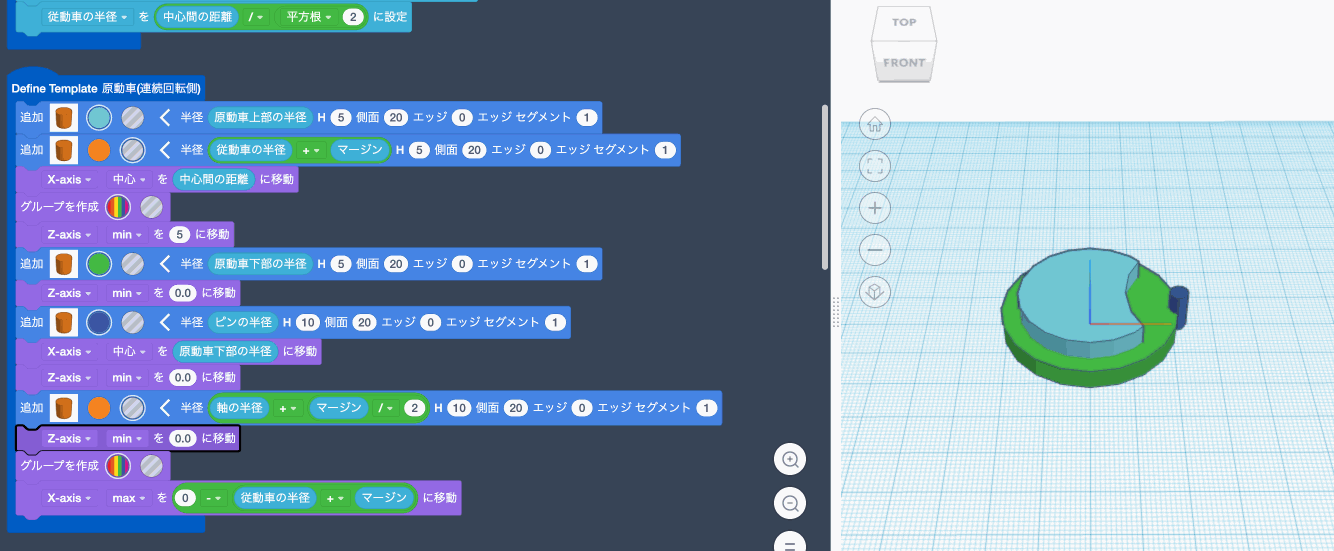 従動車の半径 を 中心間の距離 / 平方根 2 に設定
Define Template 原動車(連続回転側)
追加 半径 原動車上部の半径 H 5 側面 20 エッジ 0 エッジ セグメント 1
追加 半径 従動車の半径 + マージン H 5 側面 20 エッジ 0 エッジ セグメント 1
X-axis 中心 を 中心間の距離 に移動
グループを作成
Z-axis min を 5 に移動
追加 半径 原動車下部の半径 H 5 側面 20 エッジ 0 エッジ セグメント 1
Z-axis min を 0.0 に移動
追加 半径 ピンの半径 H 10 側面 20 エッジ 0 エッジ セグメント 1
X-axis 中心 を 原動車下部の半径 に移動
Z-axis min を 0.0 に移動
追加 半径 軸の半径 + マージン / 2 H 10 側面 20 エッジ 0 エッジ セグメント 1
Z-axis min を 0.0 に移動
グループを作成
X-axis max を 0 - 従動車の半径 + マージン に移動
TOP
FRONT